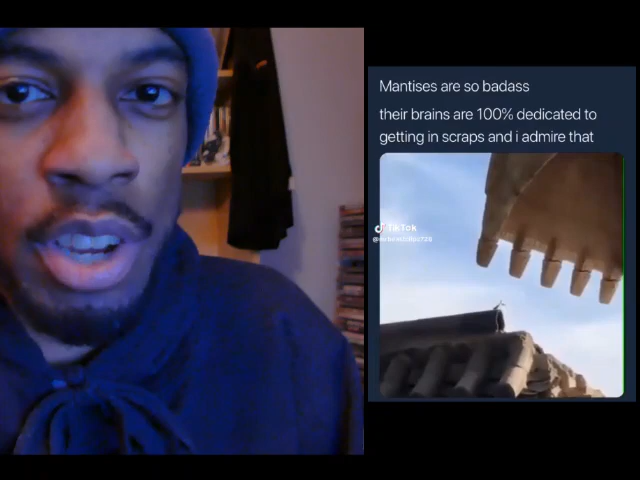 Mantises are so badass
their brains are 100% dedicated to
getting in scraps and i admire that
TikTok